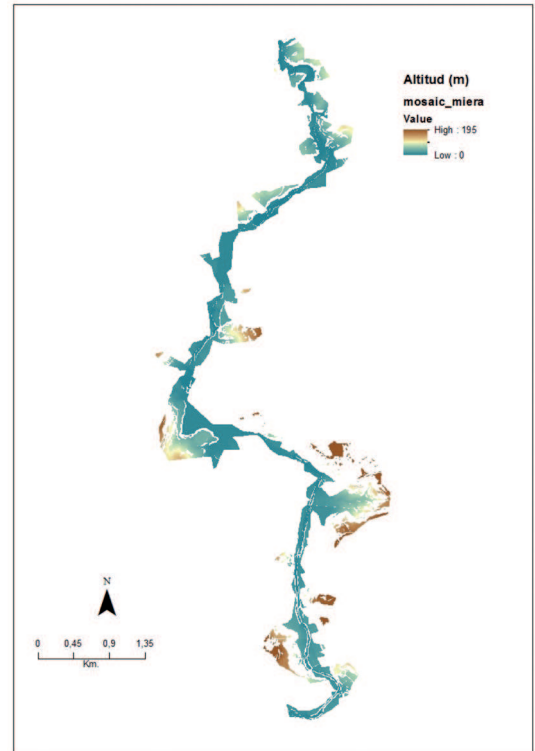 Altitud (m)
mosaic_miera
Value
High : 195
Low : 0
N
0 0,45 0,9 1,35
Km.